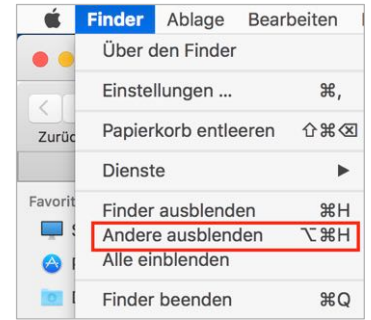 Finder Ablage Bearbeiten
Über den Finder
Einstellungen ... ⌘,
Papierkorb entleeren ⇧⌘⌫
Zurüc
Dienste ▶
Favorit
Finder ausblenden ⌘H
Andere ausblenden ⌥⌘H
Alle einblenden
Finder beenden ⌘Q